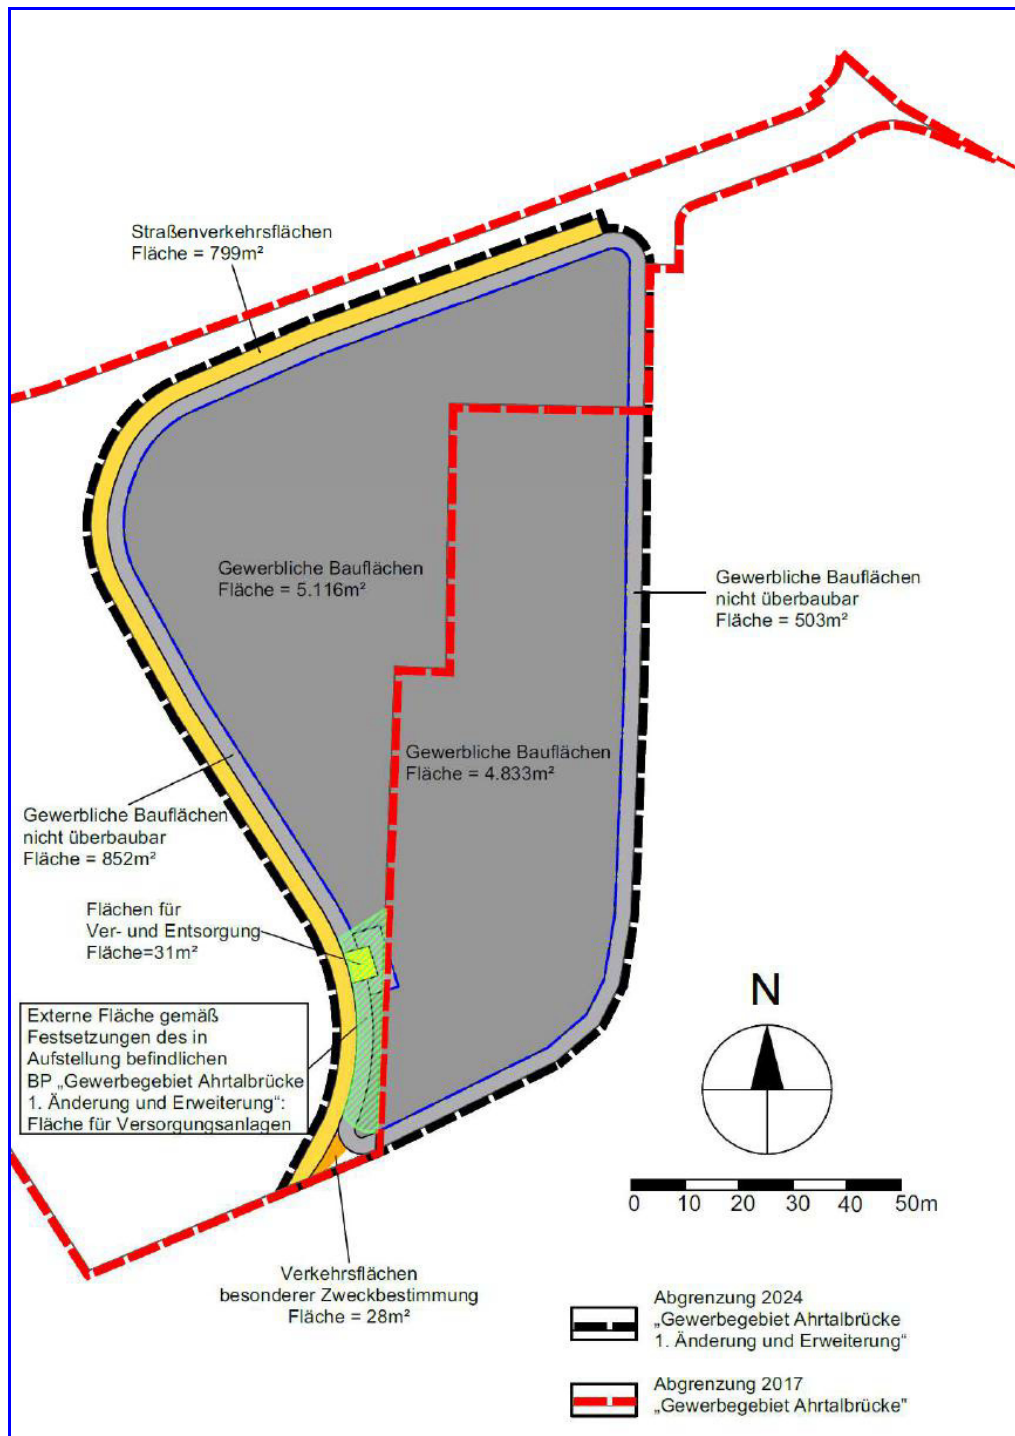 Straßenverkehrsflächen
Fläche = 799m²
Gewerbliche Bauflächen
Fläche = 5.116m²
Gewerbliche Bauflächen
nicht überbaubar
Fläche = 503m²
Gewerbliche Bauflächen
Fläche = 4.833m²
Gewerbliche Bauflächen
nicht überbaubar
Fläche = 852m²
Flächen für
Ver- und Entsorgung
Fläche=31m²
Externe Fläche gemäß
Festsetzungen des in
Aufstellung befindlichen
BP „Gewerbegebiet Ahrtalbrücke
1. Änderung und Erweiterung“:
Fläche für Versorgungsanlagen
N
0 10 20 30 40 50m
Verkehrsflächen
besonderer Zweckbestimmung
Fläche = 28m²
Abgrenzung 2024
„Gewerbegebiet Ahrtalbrücke
1. Änderung und Erweiterung“
Abgrenzung 2017
„Gewerbegebiet Ahrtalbrücke”